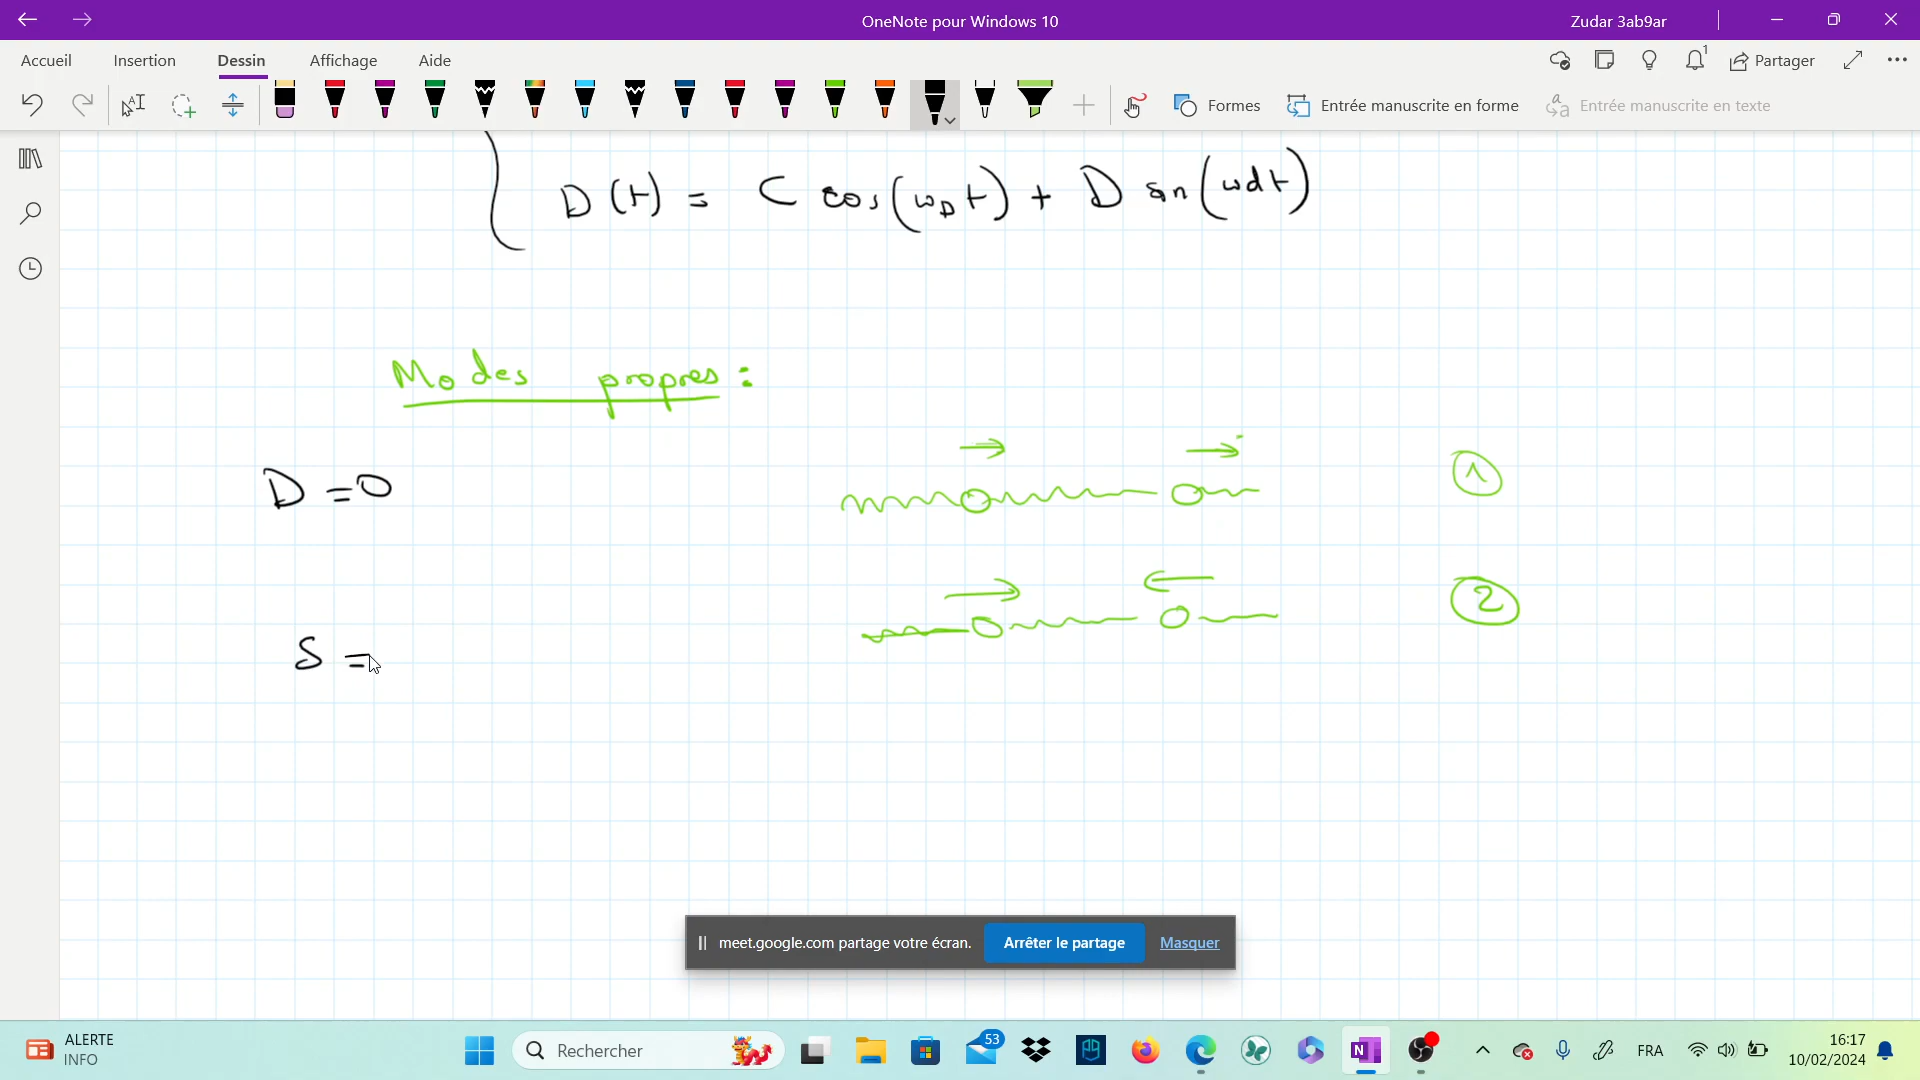 OneNote pour Windows 10
Zudar 3ab9ar
Accueil
Insertion
Dessin
Affichage
Aide
1
Partager
Formes
Entrée manuscrite en forme
Entrée manuscrite en texte
D(t) = C cos(ω_D t) + D sin(ωdt)
Modes propres :
D = 0
1
2
S =
meet.google.com partage votre écran.
Arrêter le partage
Masquer
ALERTE
INFO
Rechercher
53
FRA
16:17
10/02/2024